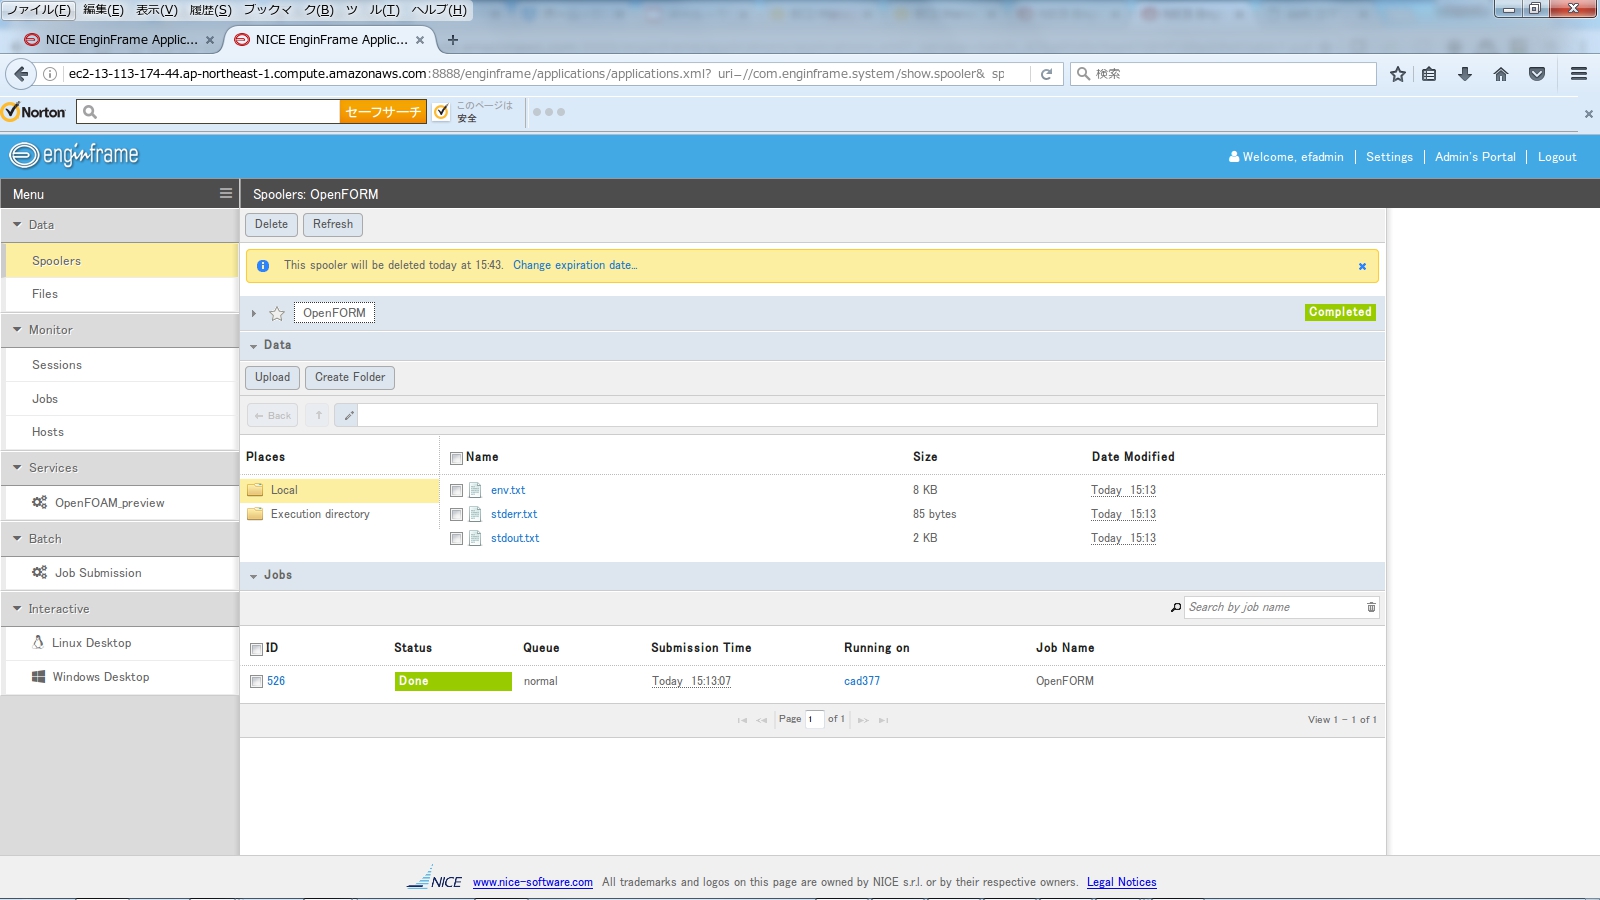 ファイル(F) 編集(E) 表示(V) 履歴(S) ブックマーク(B) ツール(T) ヘルプ(H)
NICE EnginFrame Applic... × NICE EnginFrame Applic... × +
ec2-13-113-174-44.ap-northeast-1.compute.amazonaws.com:8888/enginframe/applications/applications.xml?_uri=//com.enginframe.system/show.spooler&_sp
検索
Norton セーフサーチ このページは
安全
enginframe
Welcome, efadmin Settings Admin's Portal Logout
Menu
Spoolers: OpenFORM
Data
Spoolers
Files
Monitor
Sessions
Jobs
Hosts
Services
OpenFOAM_preview
Batch
Job Submission
Interactive
Linux Desktop
Windows Desktop
Delete Refresh
This spooler will be deleted today at 15:43. Change expiration date...
OpenFORM Completed
Data
Upload Create Folder
Back
Places
Local
Execution directory
Name Size Date Modified
env.txt 8 KB Today 15:13
stderr.txt 85 bytes Today 15:13
stdout.txt 2 KB Today 15:13
Jobs
Search by job name
ID Status Queue Submission Time Running on Job Name
526 Done normal Today 15:13:07 cad377 OpenFORM
Page 1 of 1
View 1 - 1 of 1
NICE www.nice-software.com All trademarks and logos on this page are owned by NICE s.r.l. or by their respective owners. Legal Notices